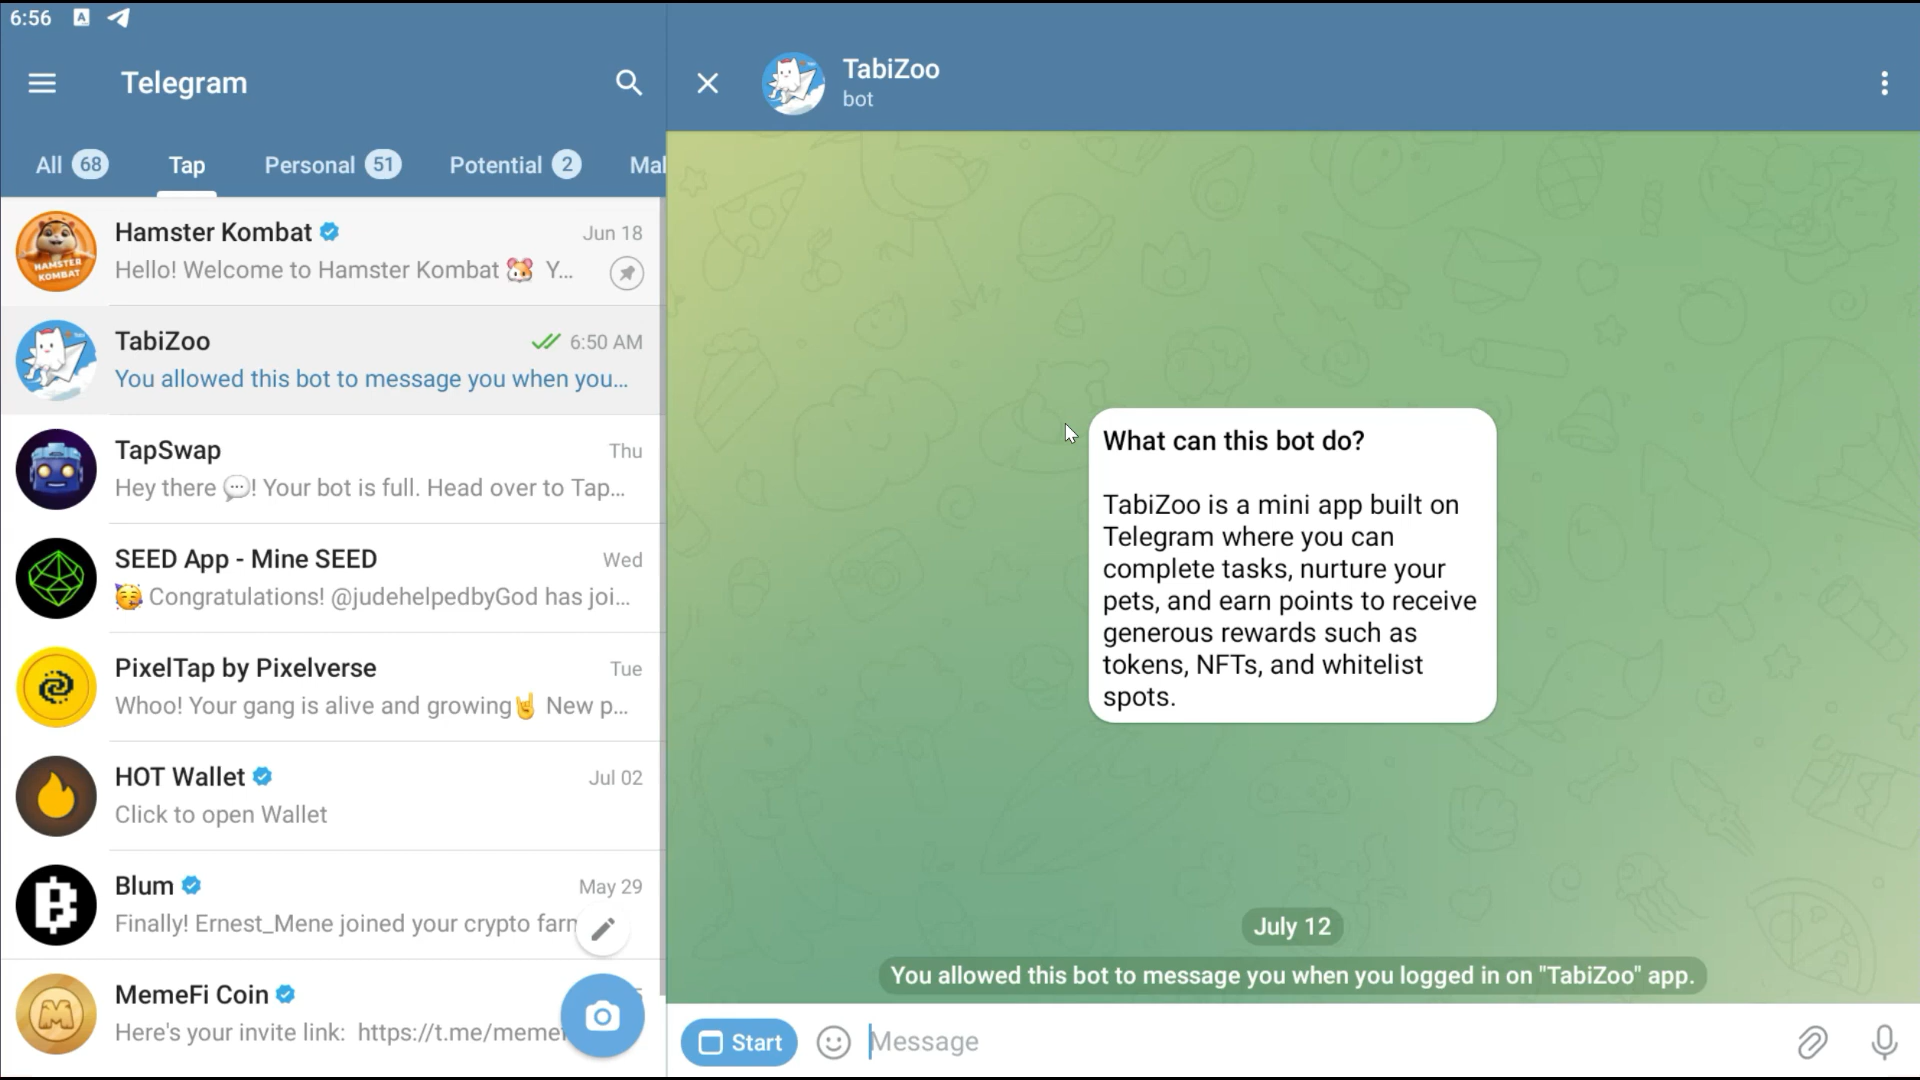 6:56 A
Telegram
All 68 Tap Personal 51 Potential 2 Mal
Hamster Kombat Jun 18
Hello! Welcome to Hamster Kombat 🐹 Y...
HAMSTER
KOMBAT
TabiZoo 6:50 AM
You allowed this bot to message you when you...
TapSwap Thu
Hey there 💬! Your bot is full. Head over to Tap...
SEED App - Mine SEED Wed
🥳 Congratulations! @judehelpedbyGod has joi...
PixelTap by Pixelverse Tue
Whoo! Your gang is alive and growing🤘 New p...
HOT Wallet Jul 02
Click to open Wallet
Blum May 29
Finally! Ernest_Mene joined your crypto farm
MemeFi Coin
Here's your invite link: https://t.me/meme
TabiZoo
bot
What can this bot do?
TabiZoo is a mini app built on
Telegram where you can
complete tasks, nurture your
pets, and earn points to receive
generous rewards such as
tokens, NFTs, and whitelist
spots.
July 12
You allowed this bot to message you when you logged in on "TabiZoo" app.
Start Message